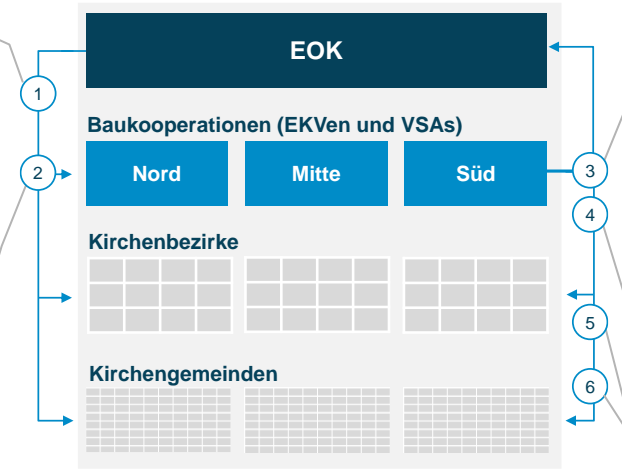 EOK
1
Baukooperationen (EKVen und VSAs)
2
Nord
Mitte
Süd
3
4
Kirchenbezirke
5
Kirchengemeinden
6